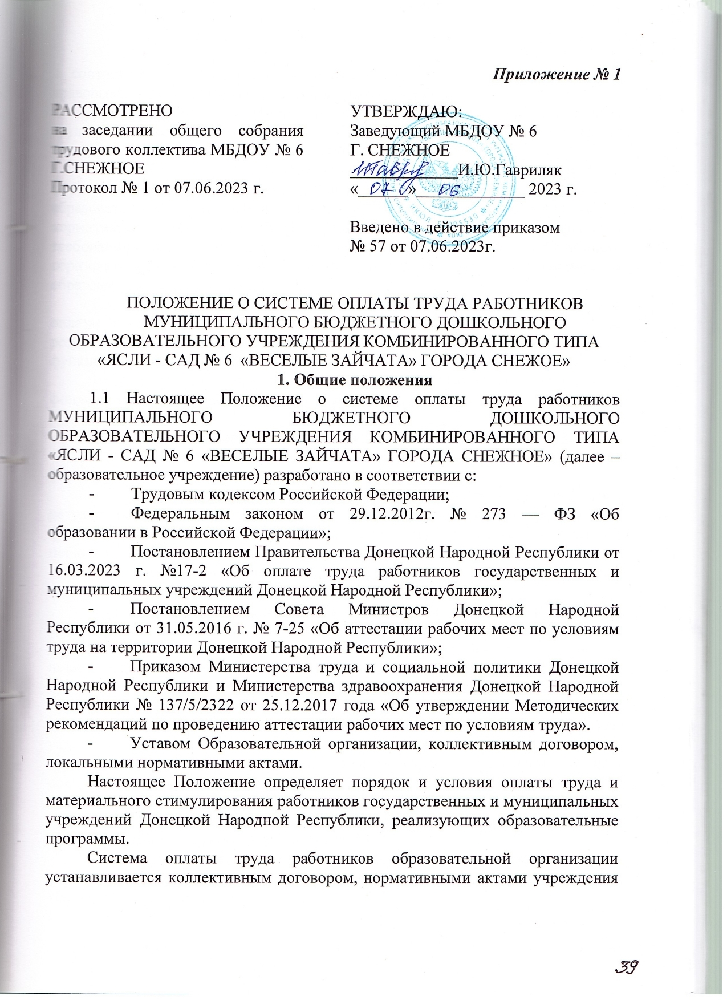 Приложение № 1
РАССМОТРЕНО
на заседании общего собрания
трудового коллектива МБДОУ № 6
Г.СНЕЖНОЕ
Протокол № 1 от 07.06.2023 г.
УТВЕРЖДАЮ:
Заведующий МБДОУ № 6
Г. СНЕЖНОЕ
_____________И.Ю.Гавриляк
«07» 06 2023 г.
Введено в действие приказом
№ 57 от 07.06.2023г.
ПОЛОЖЕНИЕ О СИСТЕМЕ ОПЛАТЫ ТРУДА РАБОТНИКОВ
МУНИЦИПАЛЬНОГО БЮДЖЕТНОГО ДОШКОЛЬНОГО
ОБРАЗОВАТЕЛЬНОГО УЧРЕЖДЕНИЯ КОМБИНИРОВАННОГО ТИПА
«ЯСЛИ - САД № 6 «ВЕСЕЛЫЕ ЗАЙЧАТА» ГОРОДА СНЕЖОЕ»
1. Общие положения
1.1 Настоящее Положение о системе оплаты труда работников
МУНИЦИПАЛЬНОГО БЮДЖЕТНОГО ДОШКОЛЬНОГО
ОБРАЗОВАТЕЛЬНОГО УЧРЕЖДЕНИЯ КОМБИНИРОВАННОГО ТИПА
«ЯСЛИ - САД № 6 «ВЕСЕЛЫЕ ЗАЙЧАТА» ГОРОДА СНЕЖНОЕ» (далее –
образовательное учреждение) разработано в соответствии с:
- Трудовым кодексом Российской Федерации;
- Федеральным законом от 29.12.2012г. № 273 — ФЗ «Об
образовании в Российской Федерации»;
- Постановлением Правительства Донецкой Народной Республики от
16.03.2023 г. №17-2 «Об оплате труда работников государственных и
муниципальных учреждений Донецкой Народной Республики»;
- Постановлением Совета Министров Донецкой Народной
Республики от 31.05.2016 г. № 7-25 «Об аттестации рабочих мест по условиям
труда на территории Донецкой Народной Республики»;
- Приказом Министерства труда и социальной политики Донецкой
Народной Республики и Министерства здравоохранения Донецкой Народной
Республики № 137/5/2322 от 25.12.2017 года «Об утверждении Методических
рекомендаций по проведению аттестации рабочих мест по условиям труда».
- Уставом Образовательной организации, коллективным договором,
локальными нормативными актами.
Настоящее Положение определяет порядок и условия оплаты труда и
материального стимулирования работников государственных и муниципальных
учреждений Донецкой Народной Республики, реализующих образовательные
программы.
Система оплаты труда работников образовательной организации
устанавливается коллективным договором, нормативными актами учреждения
39